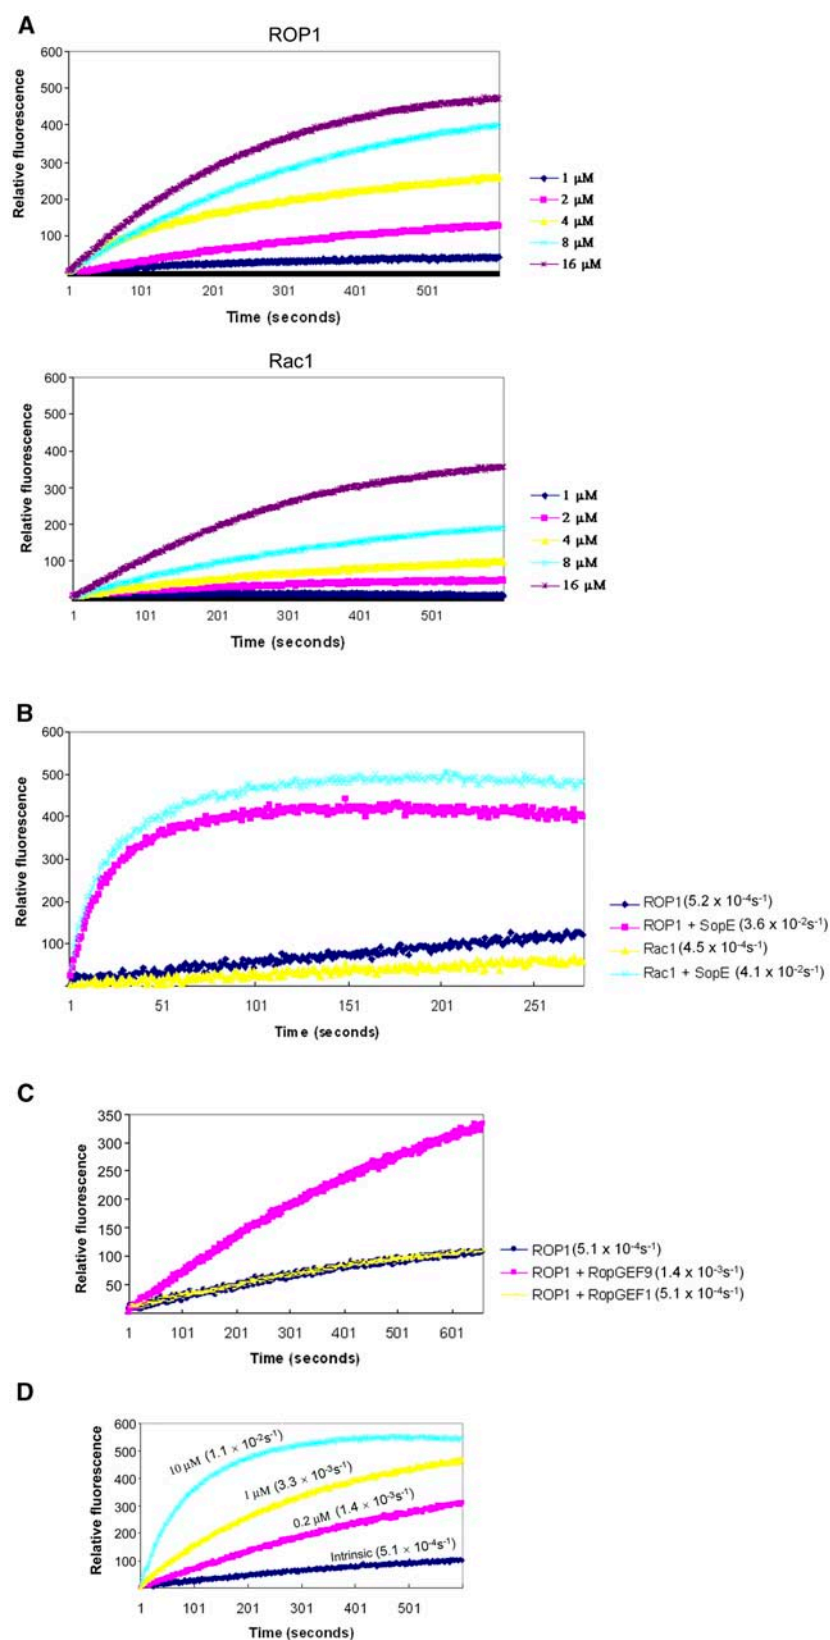 A
ROP1
600
500
400
300
200
100
Relative fluorescence
1 101 201 301 401 501
Time (seconds)
1 μM
2 μM
4 μM
8 μM
16 μM
Rac1
600
500
400
300
200
100
Relative fluorescence
1 101 201 301 401 501
Time (seconds)
1 μM
2 μM
4 μM
8 μM
16 μM
B
600
500
400
300
200
100
Relative fluorescence
1 51 101 151 201 251
Time (seconds)
ROP1 (5.2 x 10⁻⁴s⁻¹)
ROP1 + SopE (3.6 x 10⁻²s⁻¹)
Rac1 (4.5 x 10⁻⁴s⁻¹)
Rac1 + SopE (4.1 x 10⁻²s⁻¹)
C
350
300
250
200
150
100
50
Relative fluorescence
1 101 201 301 401 501 601
Time (seconds)
ROP1 (5.1 x 10⁻⁴s⁻¹)
ROP1 + RopGEF9 (1.4 x 10⁻³s⁻¹)
ROP1 + RopGEF1 (5.1 x 10⁻⁴s⁻¹)
D
600
500
400
300
200
100
Relative fluorescence
10 μM (1.1 × 10⁻²s⁻¹)
1 μM (3.3 × 10⁻³s⁻¹)
0.2 μM (1.4 × 10⁻³s⁻¹)
Intrinsic (5.1 × 10⁻⁴s⁻¹)
1 101 201 301 401 501
Time (seconds)